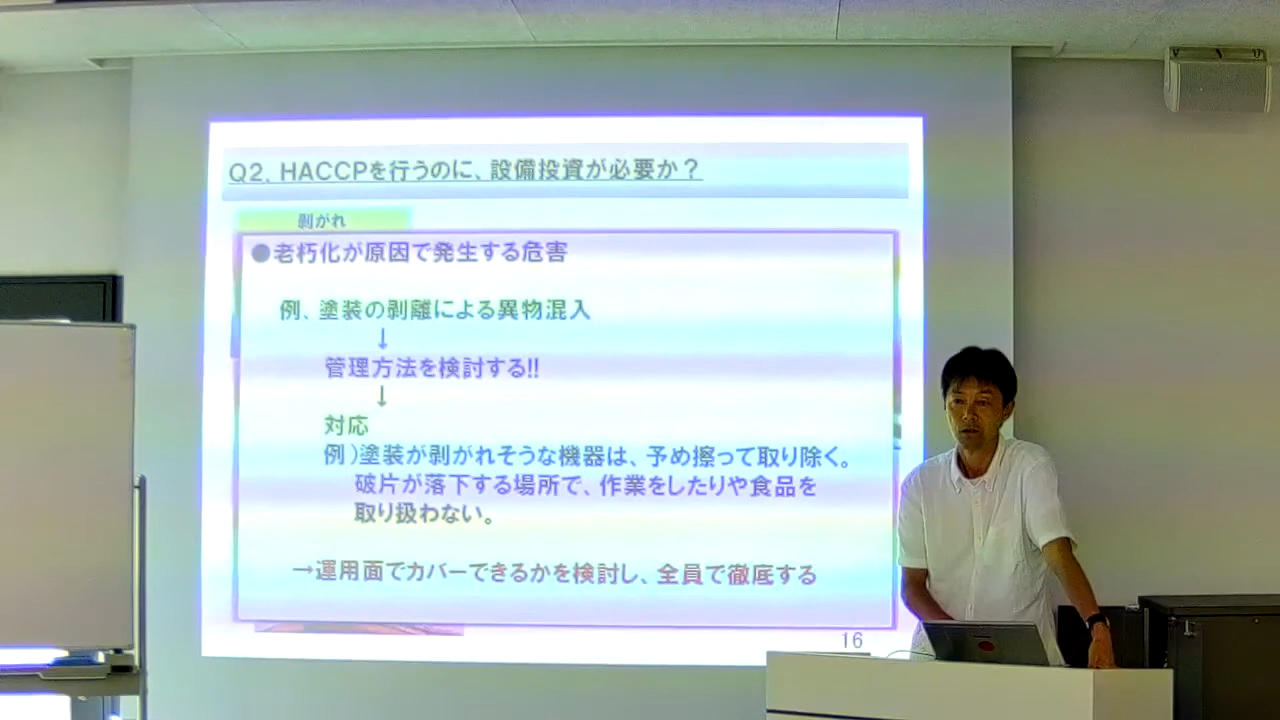 Q2、HACCPを行うのに、設備投資が必要か？
剥がれ
●老朽化が原因で発生する危害
例、塗装の剥離による異物混入
↓
管理方法を検討する!!
↓
対応
例）塗装が剥がれそうな機器は、予め擦って取り除く。
破片が落下する場所で、作業をしたりや食品を
取り扱わない。
→運用面でカバーできるかを検討し、全員で徹底する
16